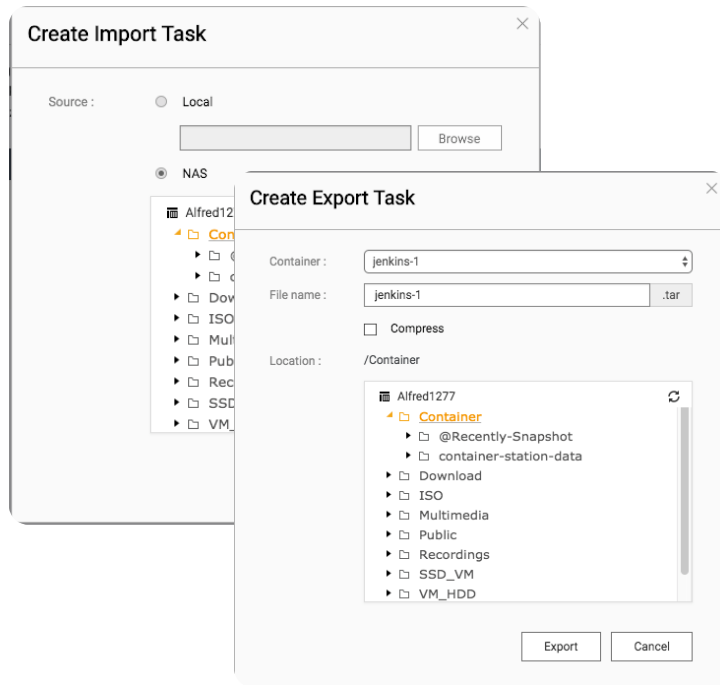 Create Import Task
Source :
Local
Browse
NAS
Create Export Task
Container :
jenkins-1
File name :
jenkins-1
.tar
Compress
Location :
/Container
Alfred1277
Container
@Recently-Snapshot
container-station-data
Download
ISO
Multimedia
Public
Recordings
SSD_VM
VM_HDD
Export
Cancel